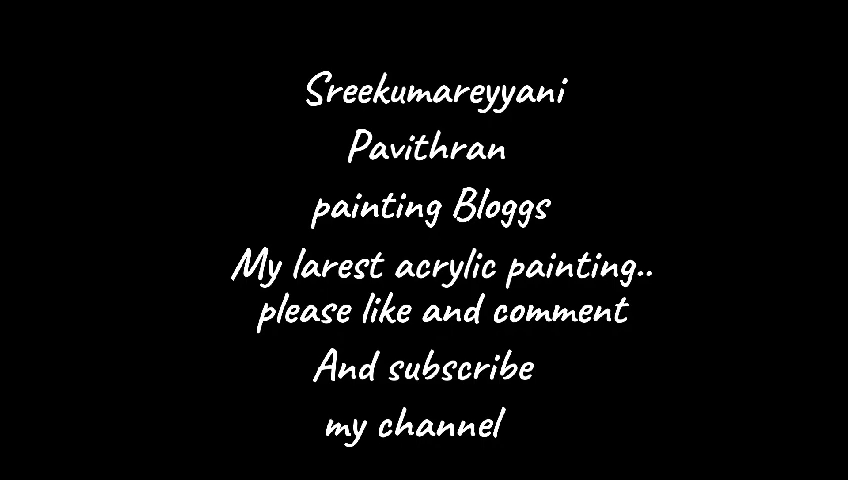 Sreekumareyyani
Pavithran
painting Bloggs
My larest acrylic painting..
please like and comment
And subscribe
my channel